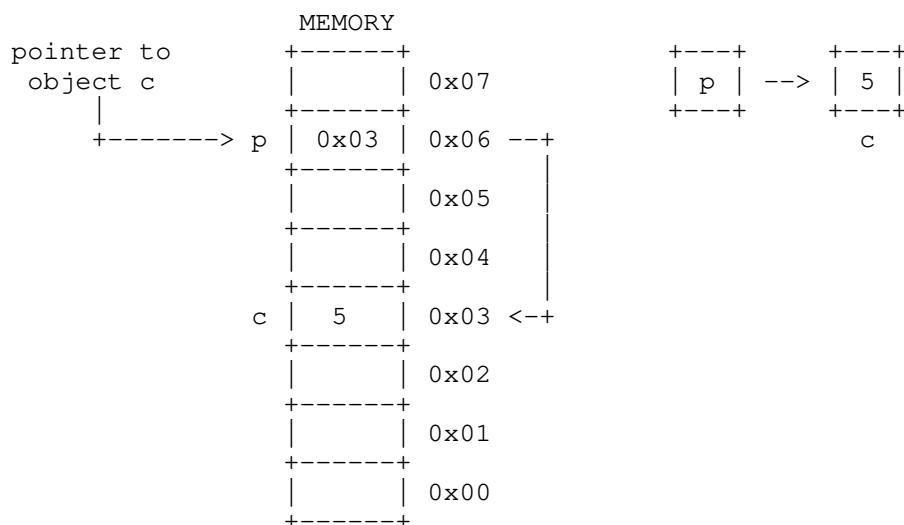 MEMORY
pointer to
object c
0x07
p
5
p
0x03
0x06
c
0x05
0x04
c
5
0x03
0x02
0x01
0x00